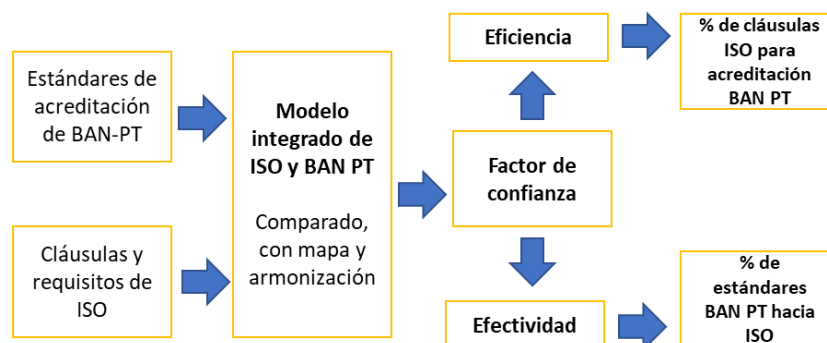 Estándares de
acreditación
de BAN-PT
Cláusulas y
requisitos de
ISO
Modelo
integrado de
ISO y BAN PT
Comparado,
con mapa y
armonización
Factor de
confianza
Eficiencia
% de cláusulas
ISO para
acreditación
BAN PT
Efectividad
% de
estándares
BAN PT hacia
ISO